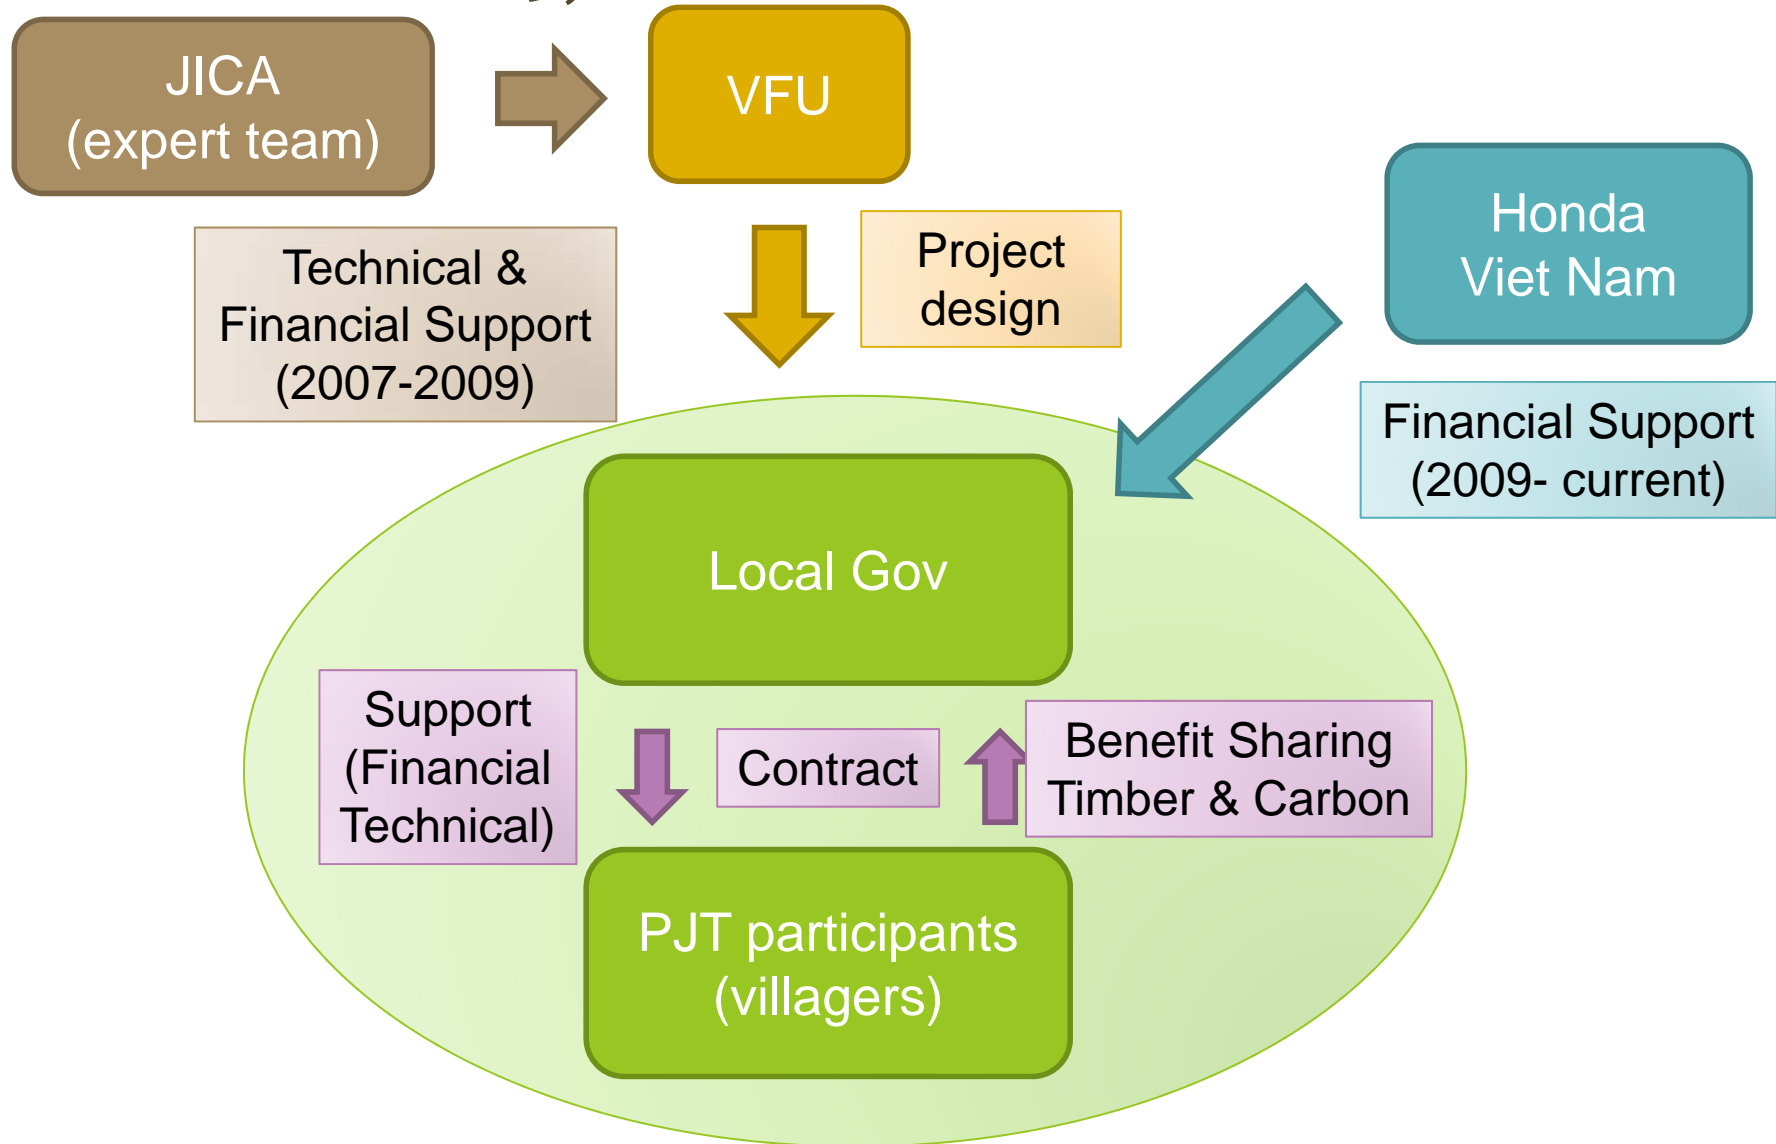 JICA
(expert team)
VFU
Honda
Viet Nam
Technical &
Financial Support
(2007-2009)
Project
design
Financial Support
(2009- current)
Local Gov
Support
(Financial
Technical)
Contract
Benefit Sharing
Timber & Carbon
PJT participants
(villagers)